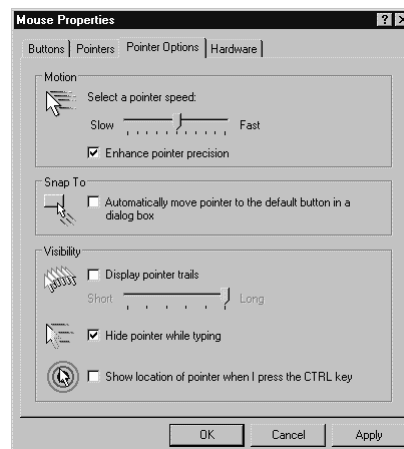 Mouse Properties
Buttons Pointers Pointer Options Hardware
Motion
Select a pointer speed:
Slow Fast
Enhance pointer precision
Snap To
Automatically move pointer to the default button in a
dialog box
Visibility
Display pointer trails
Short Long
Hide pointer while typing
Show location of pointer when I press the CTRL key
OK Cancel Apply